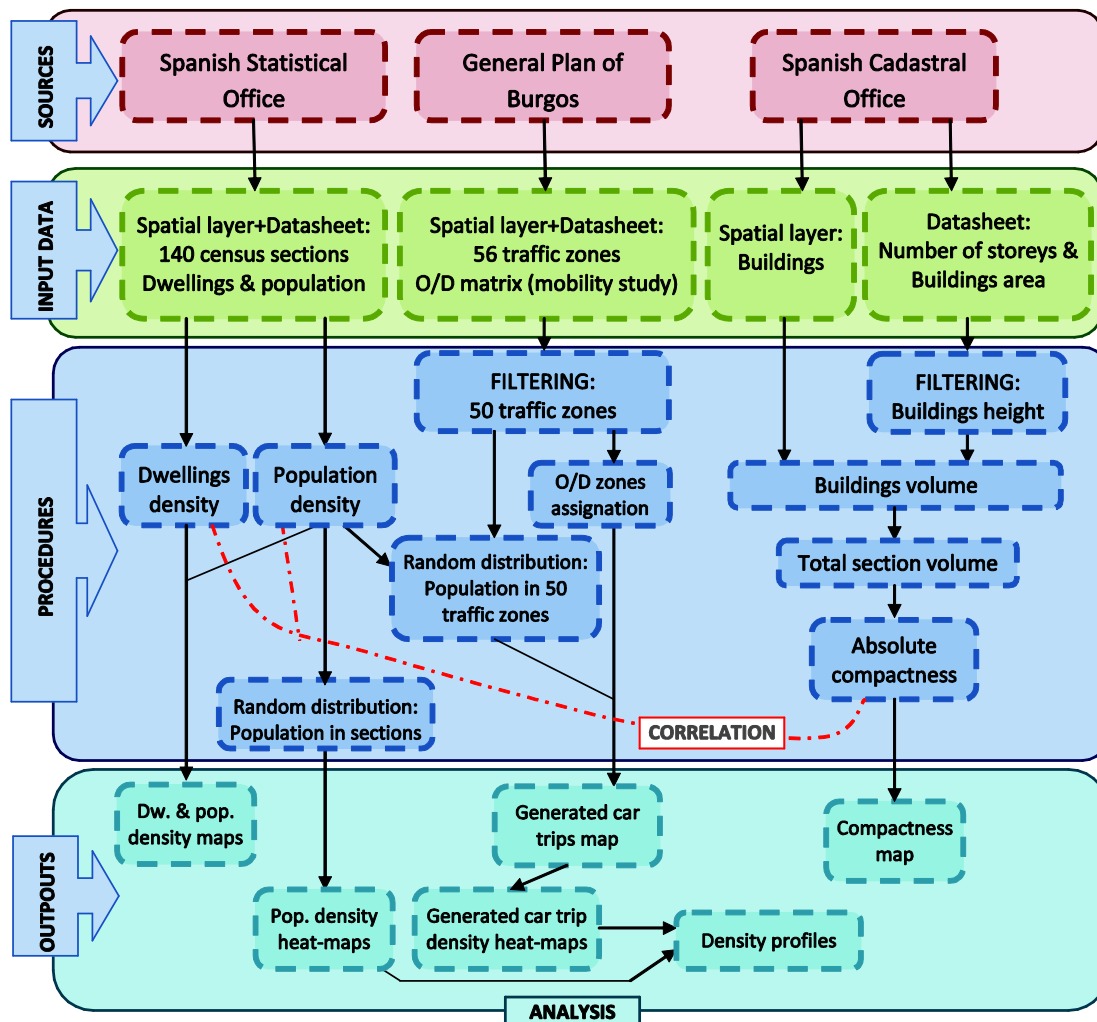 SOURCES
Spanish Statistical
Office
General Plan of
Burgos
Spanish Cadastral
Office
INPUT DATA
Spatial layer+Datasheet:
140 census sections
Dwellings & population
Spatial layer+Datasheet:
56 traffic zones
O/D matrix (mobility study)
Spatial layer:
Buildings
Datasheet:
Number of storeys &
Buildings area
PROCEDURES
FILTERING:
50 traffic zones
FILTERING:
Buildings height
Dwellings
density
Population
density
O/D zones
assignation
Buildings volume
Random distribution:
Population in 50
traffic zones
Total section volume
Absolute
compactness
Random distribution:
Population in sections
CORRELATION
OUTPOUTS
Dw. & pop.
density maps
Generated car
trips map
Compactness
map
Pop. density
heat-maps
Generated car trip
density heat-maps
Density profiles
ANALYSIS